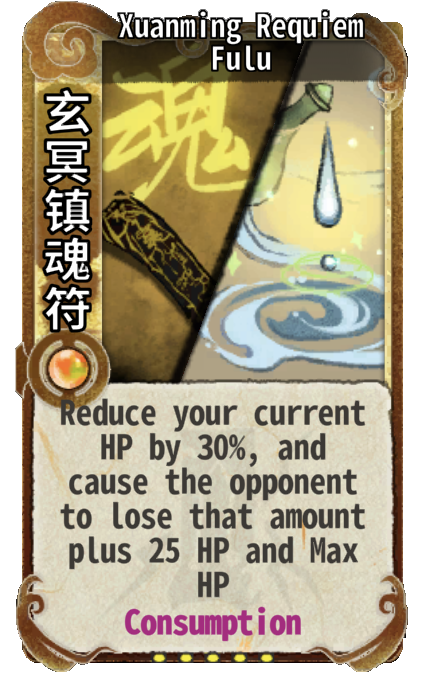 Xuanming Requiem
Fulu
玄冥镇魂符
魂
Reduce your current
HP by 30%, and
cause the opponent
to lose that amount
plus 25 HP and Max
HP
Consumption